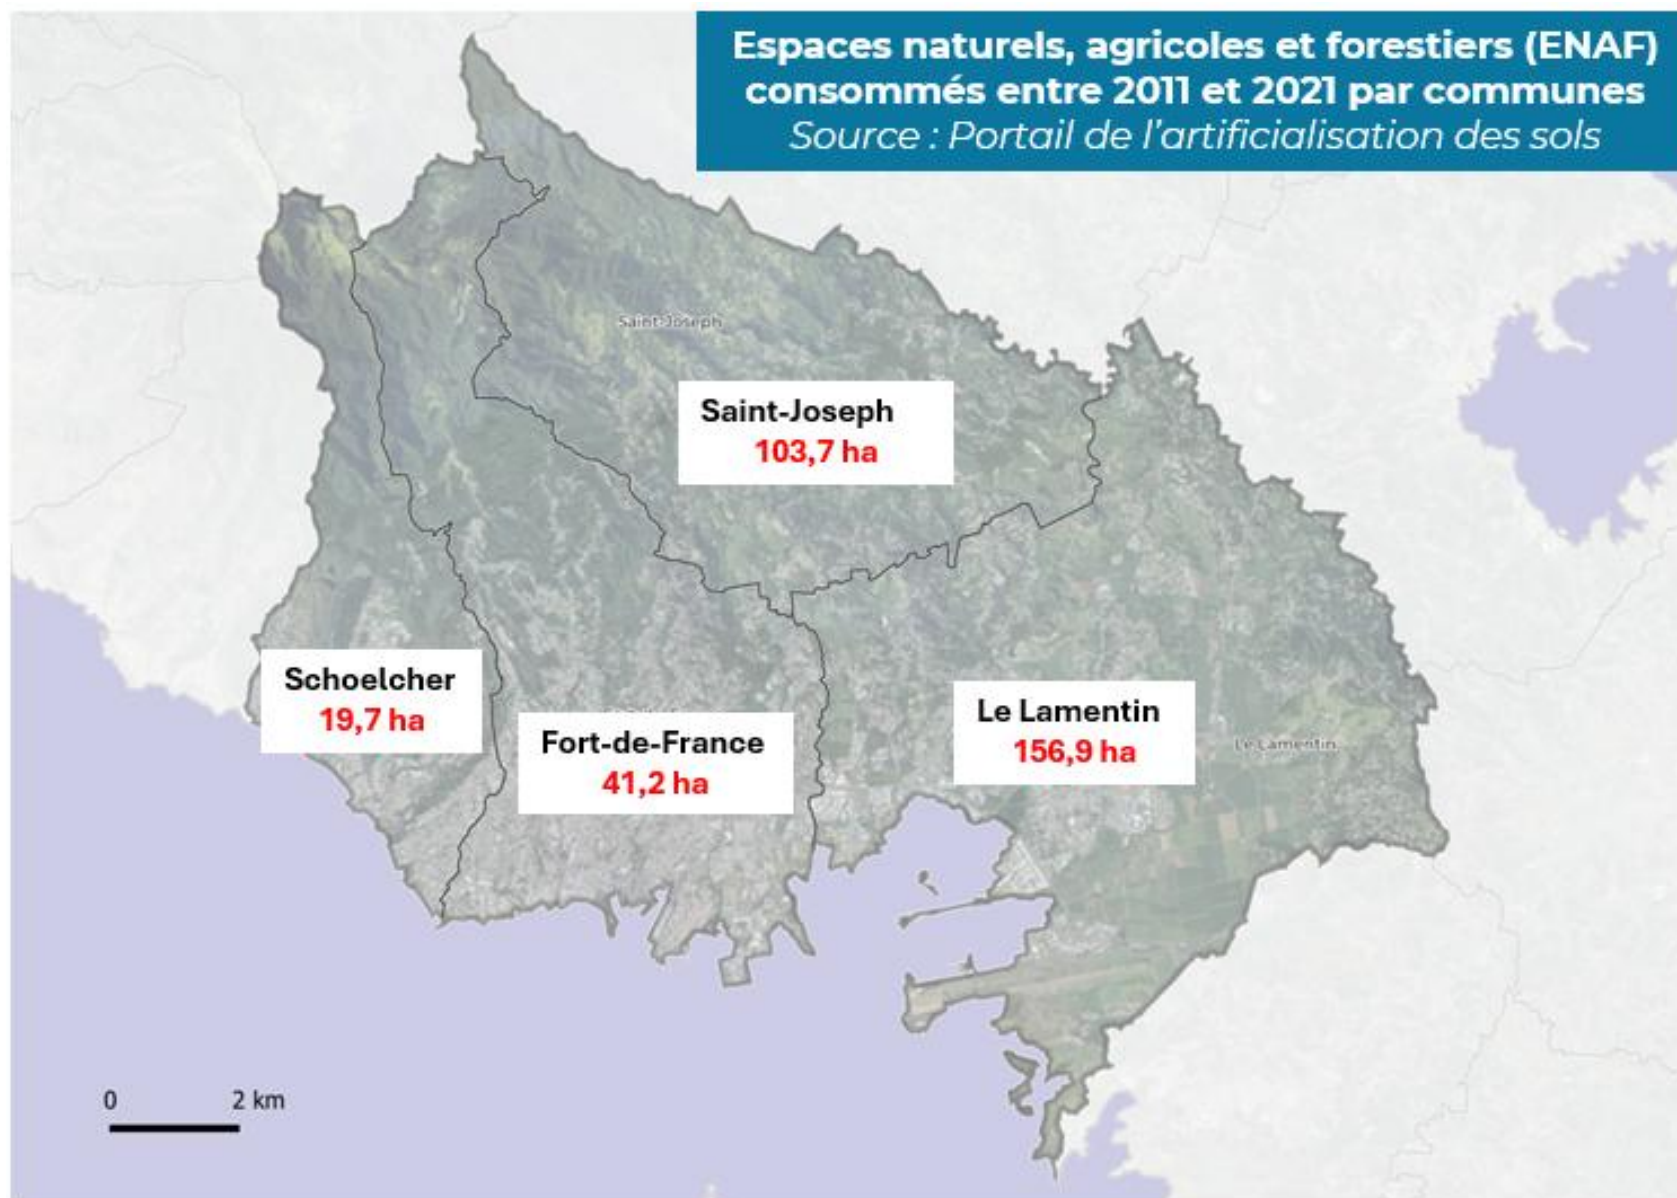 Espaces naturels, agricoles et forestiers (ENAF)
consommés entre 2011 et 2021 par communes
Source : Portail de l'artificialisation des sols
Saint-Joseph
Saint-Joseph
103,7 ha
Schoelcher
19,7 ha
Fort-de-France
41,2 ha
Le Lamentin
156,9 ha
Le Lamentin
0 2 km